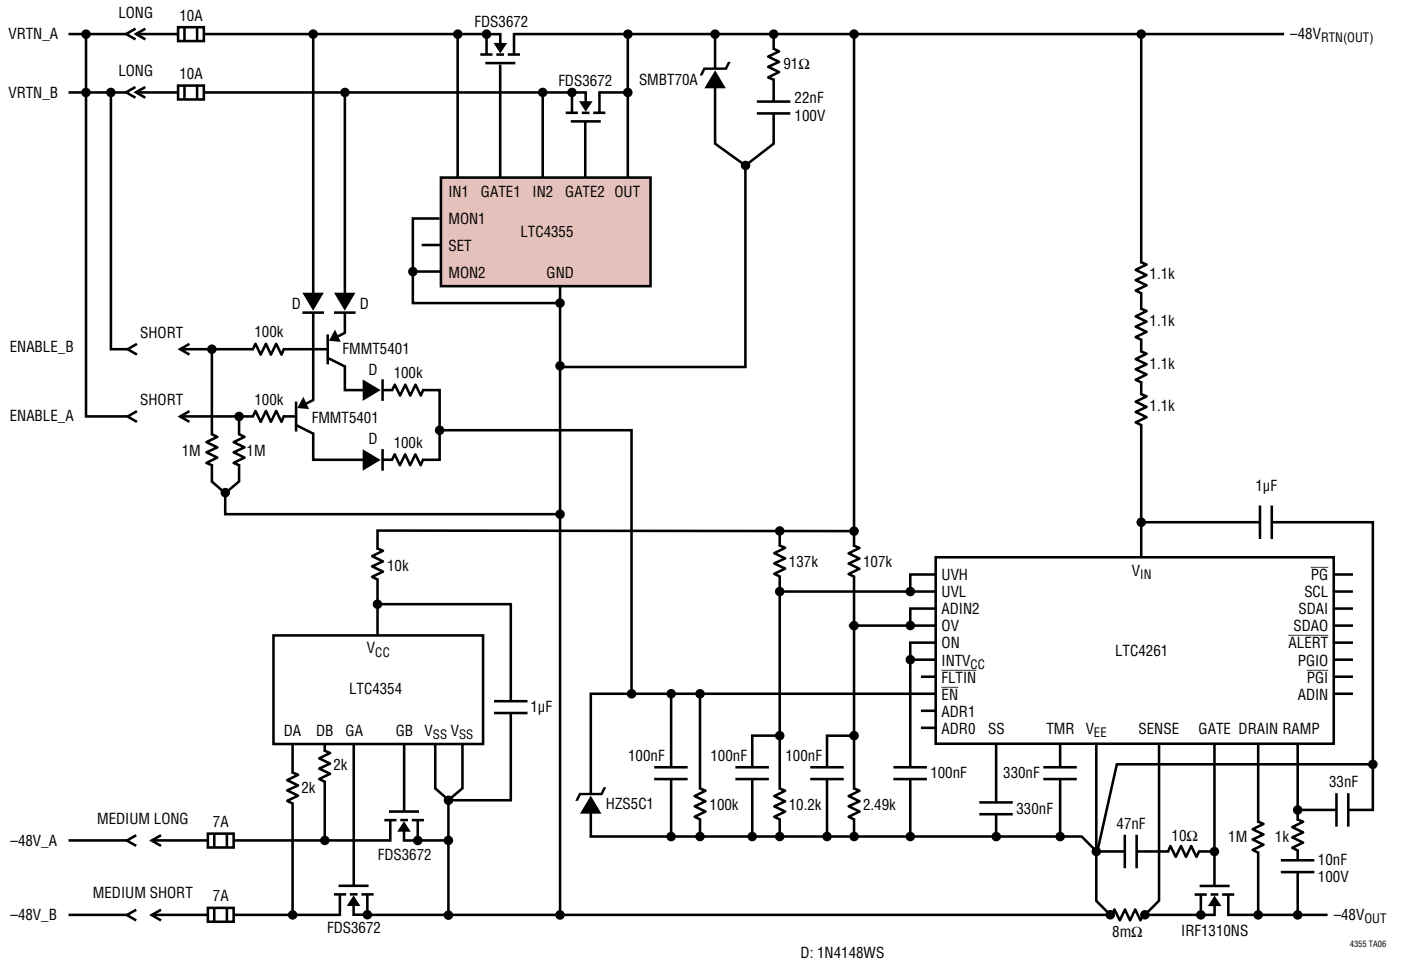 LONG
10A
FDS3672
VRTN_A
–48VRTN(OUT)
LONG
10A
FDS3672
SMBT70A
91Ω
VRTN_B
22nF
100V
IN1 GATE1 IN2 GATE2 OUT
MON1
LTC4355
SET
MON2
GND
D
D
1.1k
1.1k
1.1k
1.1k
ENABLE_B
SHORT
100k
FMMT5401
D
100k
ENABLE_A
SHORT
100k
FMMT5401
D
100k
1M
1M
1µF
10k
137k
107k
VCC
LTC4354
DA
DB
GA
GB
VSS
VSS
1µF
VIN
UVH
UVL
ADIN2
OV
ON
INTVCC
FLTIN
EN
ADR1
ADR0
LTC4261
PG
SCL
SDAI
SDAO
ALERT
PGIO
PGI
ADIN
SS
TMR
VEE
SENSE
GATE
DRAIN
RAMP
2k
2k
100nF
100nF
100nF
100nF
330nF
330nF
33nF
HZS5C1
100k
10.2k
2.49k
47nF
10Ω
1M
1k
10nF
100V
MEDIUM LONG
7A
–48V_A
FDS3672
MEDIUM SHORT
7A
–48V_B
FDS3672
8mΩ
IRF1310NS
–48VOUT
D: 1N4148WS
4355 TA06